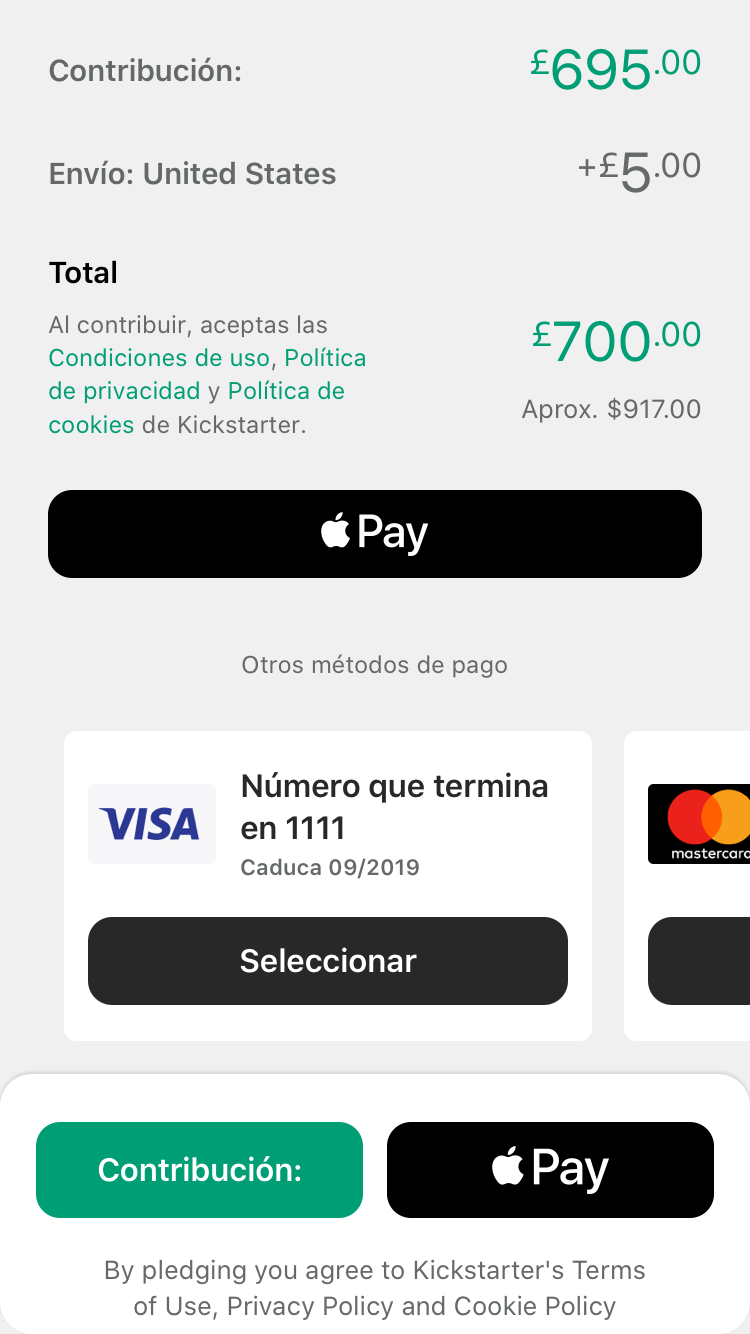 Contribución: £695.00
Envío: United States +£5.00
Total
Al contribuir, aceptas las
Condiciones de uso, Política
de privacidad y Política de
cookies de Kickstarter.
£700.00
Aprox. $917.00
Pay
Otros métodos de pago
VISA
Número que termina
en 1111
Caduca 09/2019
Seleccionar
mastercard
Contribución:
Pay
By pledging you agree to Kickstarter's Terms
of Use, Privacy Policy and Cookie Policy